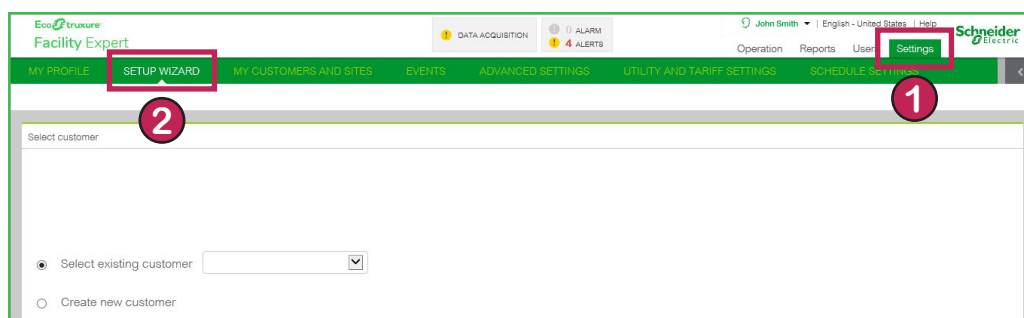 EcoStruxure
Facility Expert
DATA ACQUISITION
0 ALARM
4 ALERTS
John Smith | English - United States | Help
Schneider Electric
Operation Reports User Settings
MY PROFILE SETUP WIZARD MY CUSTOMERS AND SITES EVENTS ADVANCED SETTINGS UTILITY AND TARIFF SETTINGS SCHEDULE SETTINGS
1
2
Select customer
Select existing customer
Create new customer